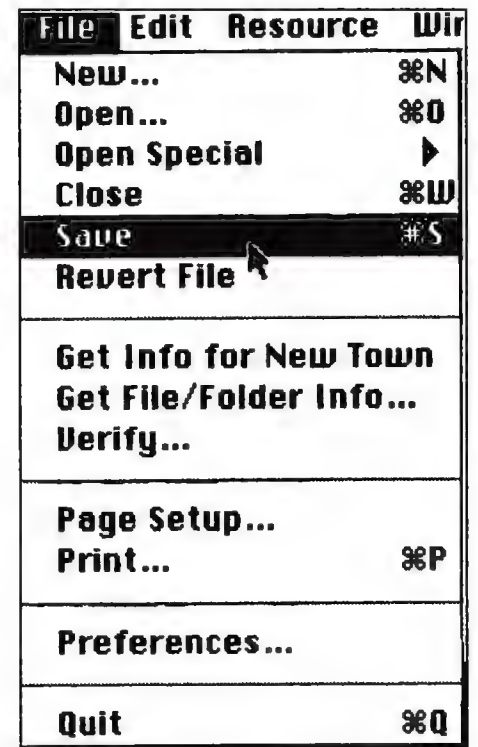 File Edit Resource Wir
New... ⌘N
Open... ⌘O
Open Special ▶
Close ⌘W
Save ⌘S
Revert File
Get Info for New Town
Get File/Folder Info...
Verify...
Page Setup...
Print... ⌘P
Preferences...
Quit ⌘Q